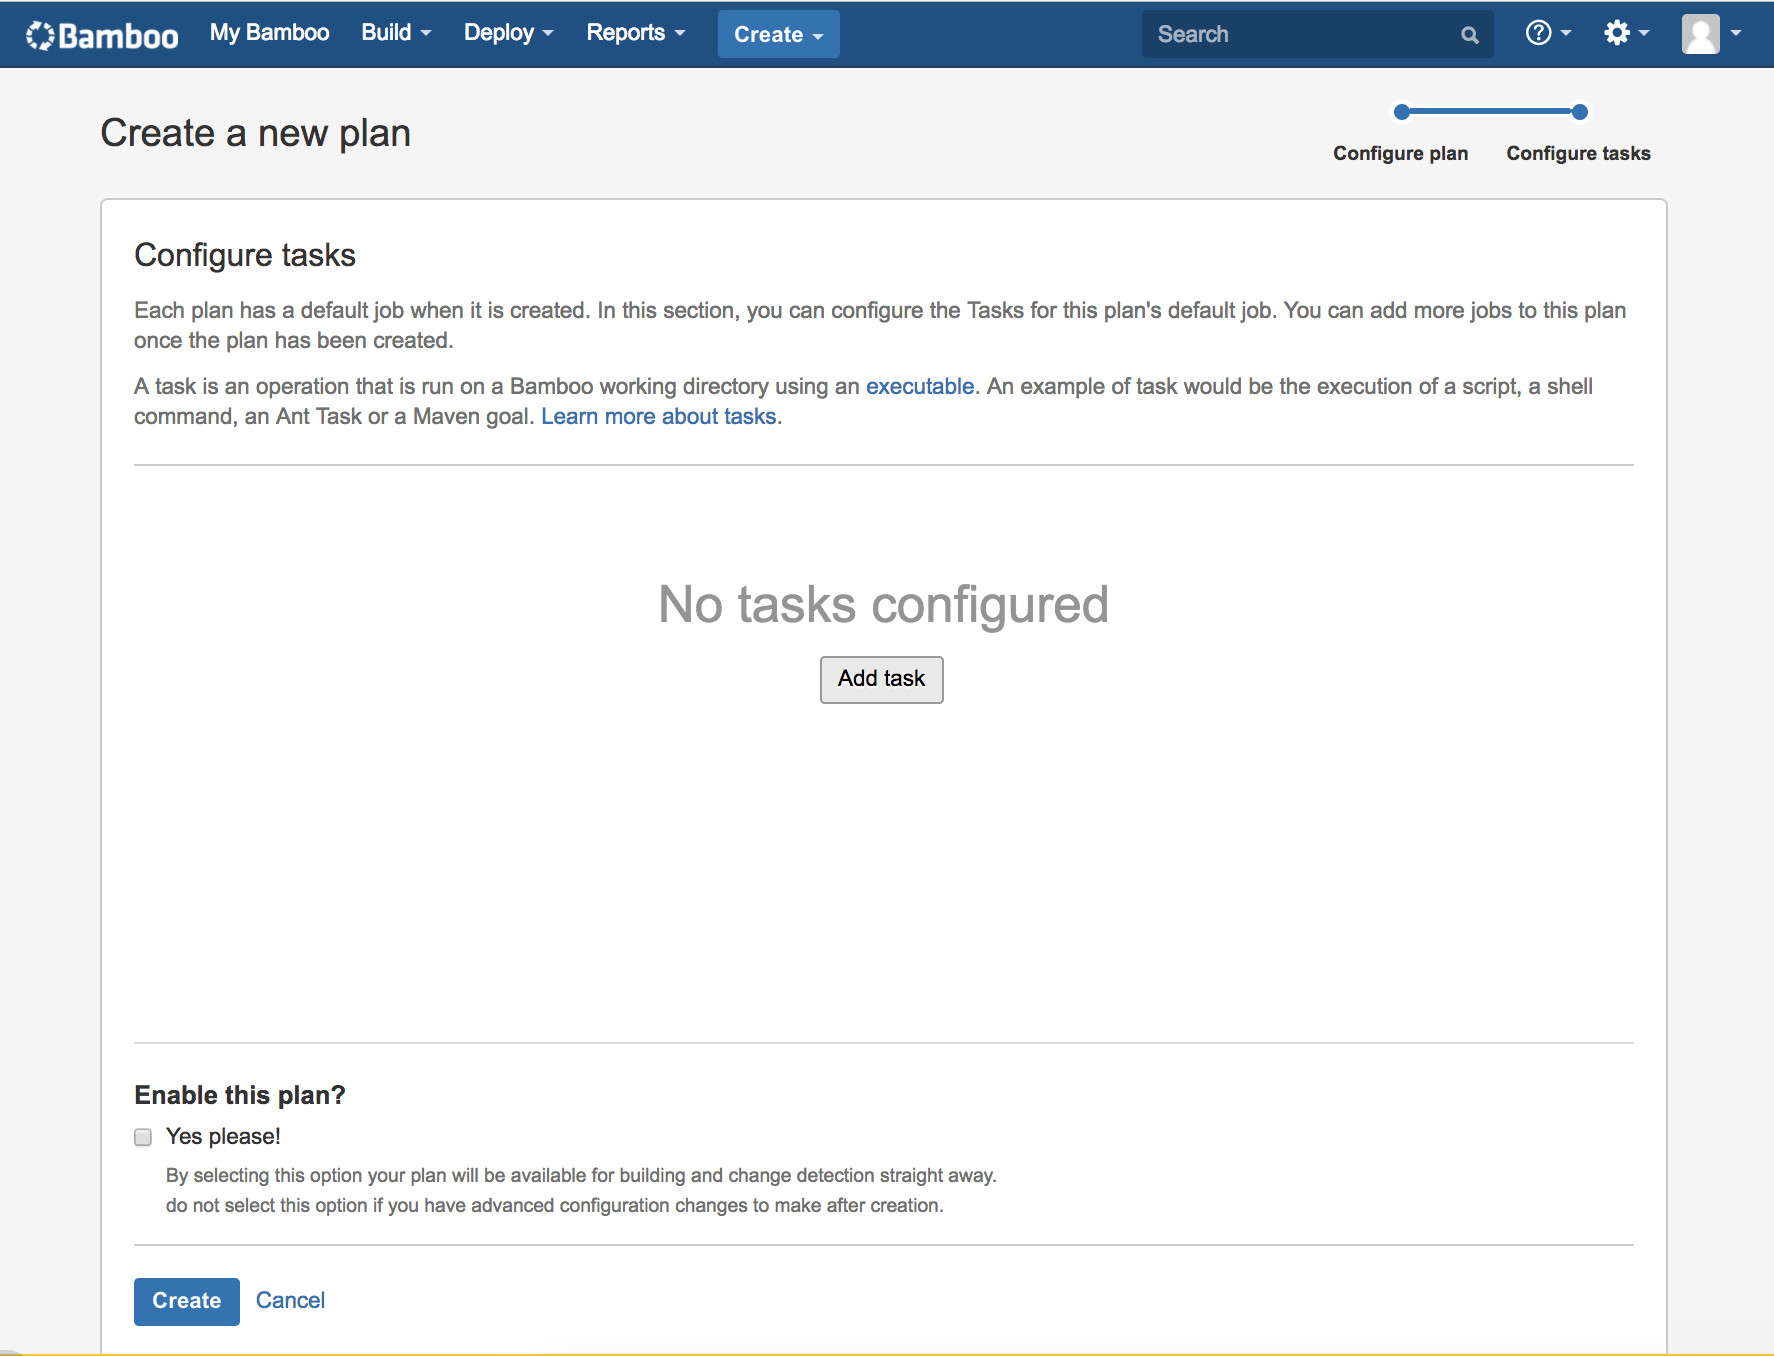 Bamboo My Bamboo Build Deploy Reports Create Search
Create a new plan
Configure plan Configure tasks
Configure tasks
Each plan has a default job when it is created. In this section, you can configure the Tasks for this plan's default job. You can add more jobs to this plan
once the plan has been created.
A task is an operation that is run on a Bamboo working directory using an executable. An example of task would be the execution of a script, a shell
command, an Ant Task or a Maven goal. Learn more about tasks.
No tasks configured
Add task
Enable this plan?
Yes please!
By selecting this option your plan will be available for building and change detection straight away.
do not select this option if you have advanced configuration changes to make after creation.
Create Cancel